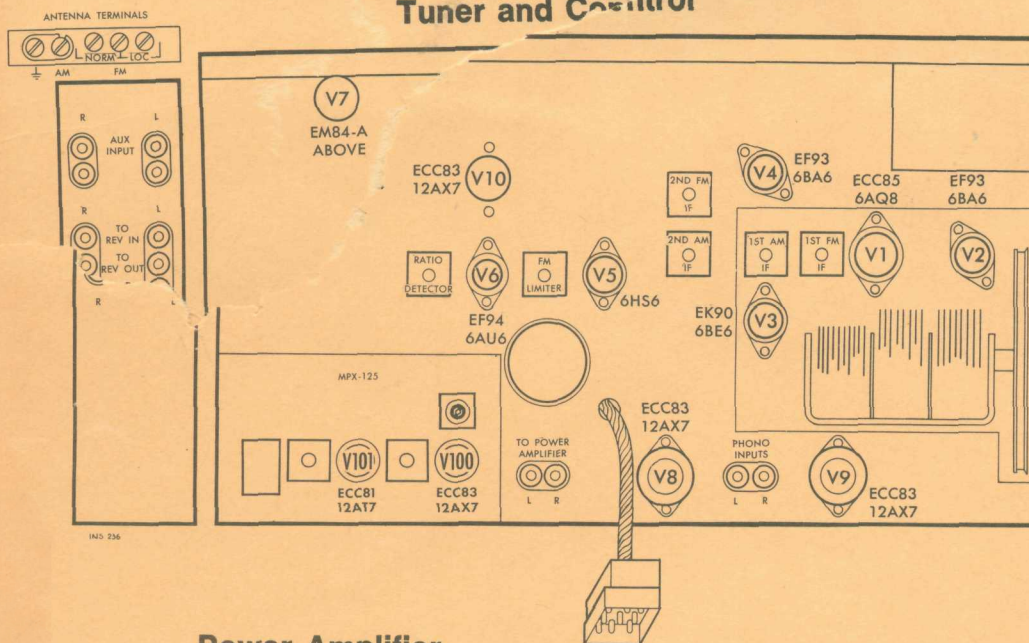 Tuner and Control
ANTENNA TERMINALS
NORM LOC
AM FM
R L
AUX
INPUT
R L
TO
REV IN
TO
REV OUT
R L
INS 236
V7
EM84-A
ABOVE
ECC83
12AX7
V10
RATIO
DETECTOR
V6
EF94
6AU6
FM
LIMITER
V5
6HS6
2ND FM
IF
2ND AM
IF
V4
EF93
6BA6
1ST AM
IF
1ST FM
IF
ECC85
6AQ8
V1
EF93
6BA6
V2
EK90
6BE6
V3
MPX-125
V101
ECC81
12AT7
V100
ECC83
12AX7
TO POWER
AMPLIFIER
L R
ECC83
12AX7
V8
PHONO
INPUTS
L R
V9
ECC83
12AX7
Power Amplifier